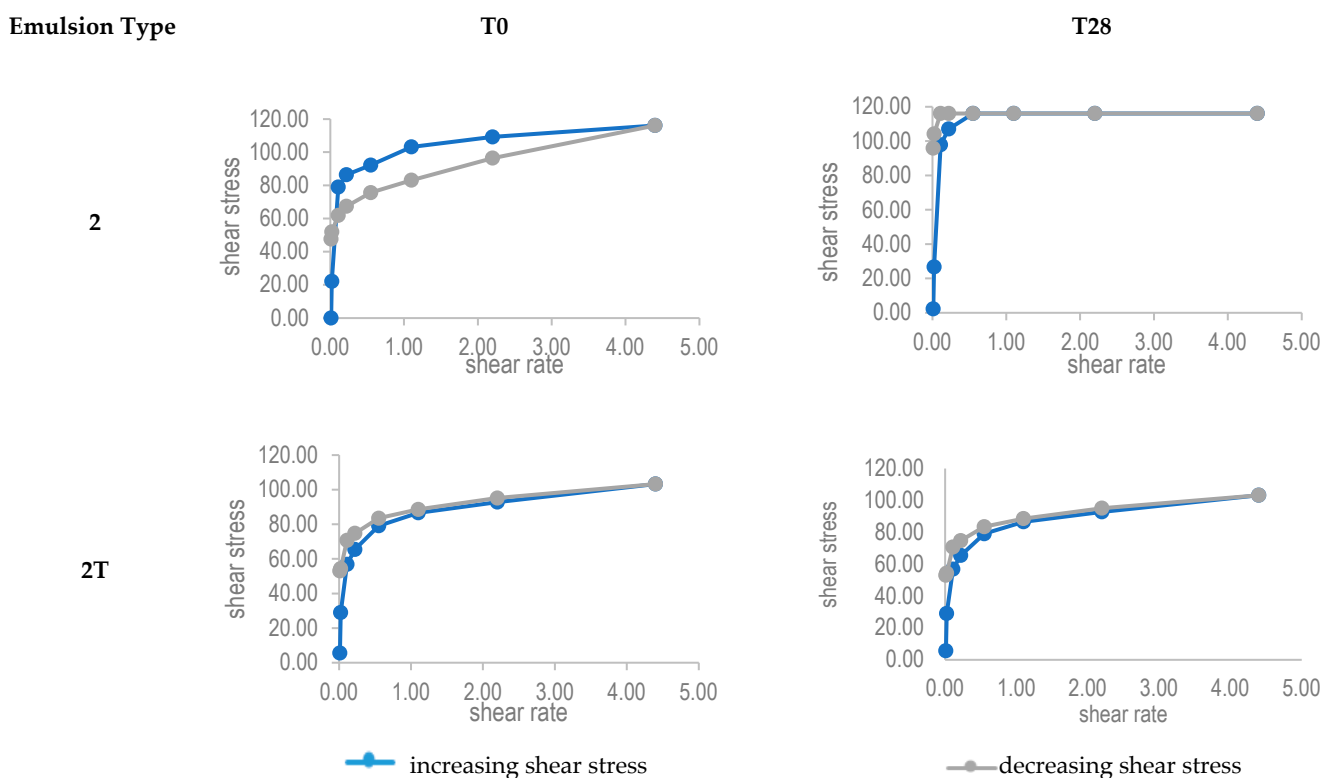 Emulsion Type T0 T28
120.00
100.00
80.00
60.00
40.00
20.00
0.00
shear stress
0.00 1.00 2.00 3.00 4.00 5.00
shear rate
120.00
100.00
80.00
60.00
40.00
20.00
0.00
shear stress
0.00 1.00 2.00 3.00 4.00 5.00
shear rate
2
120.00
100.00
80.00
60.00
40.00
20.00
0.00
shear stress
0.00 1.00 2.00 3.00 4.00 5.00
shear rate
120.00
100.00
80.00
60.00
40.00
20.00
0.00
shear stress
0.00 1.00 2.00 3.00 4.00 5.00
shear rate
2T
increasing shear stress
decreasing shear stress